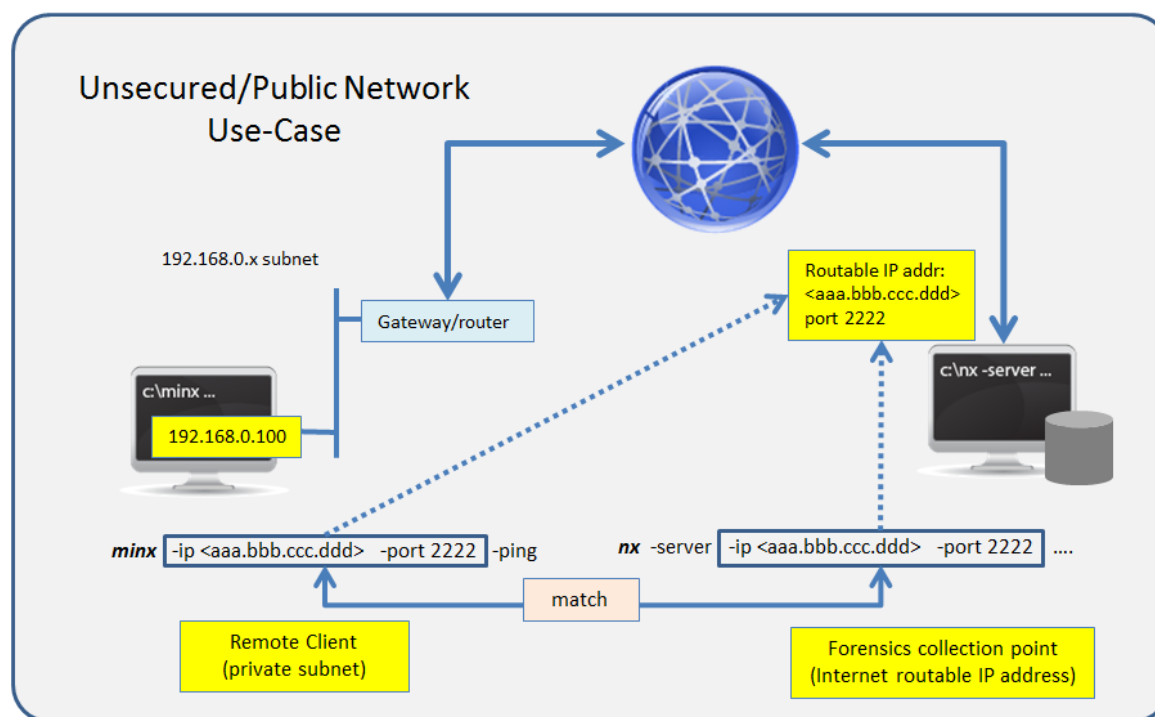 Unsecured/Public Network
Use-Case
192.168.0.x subnet
Gateway/router
Routable IP addr:
<aaa.bbb.ccc.ddd>
port 2222
c:\minx ...
192.168.0.100
c:\nx -server ...
minx -ip <aaa.bbb.ccc.ddd> -port 2222 -ping
nx -server -ip <aaa.bbb.ccc.ddd> -port 2222 ....
match
Remote Client
(private subnet)
Forensics collection point
(Internet routable IP address)